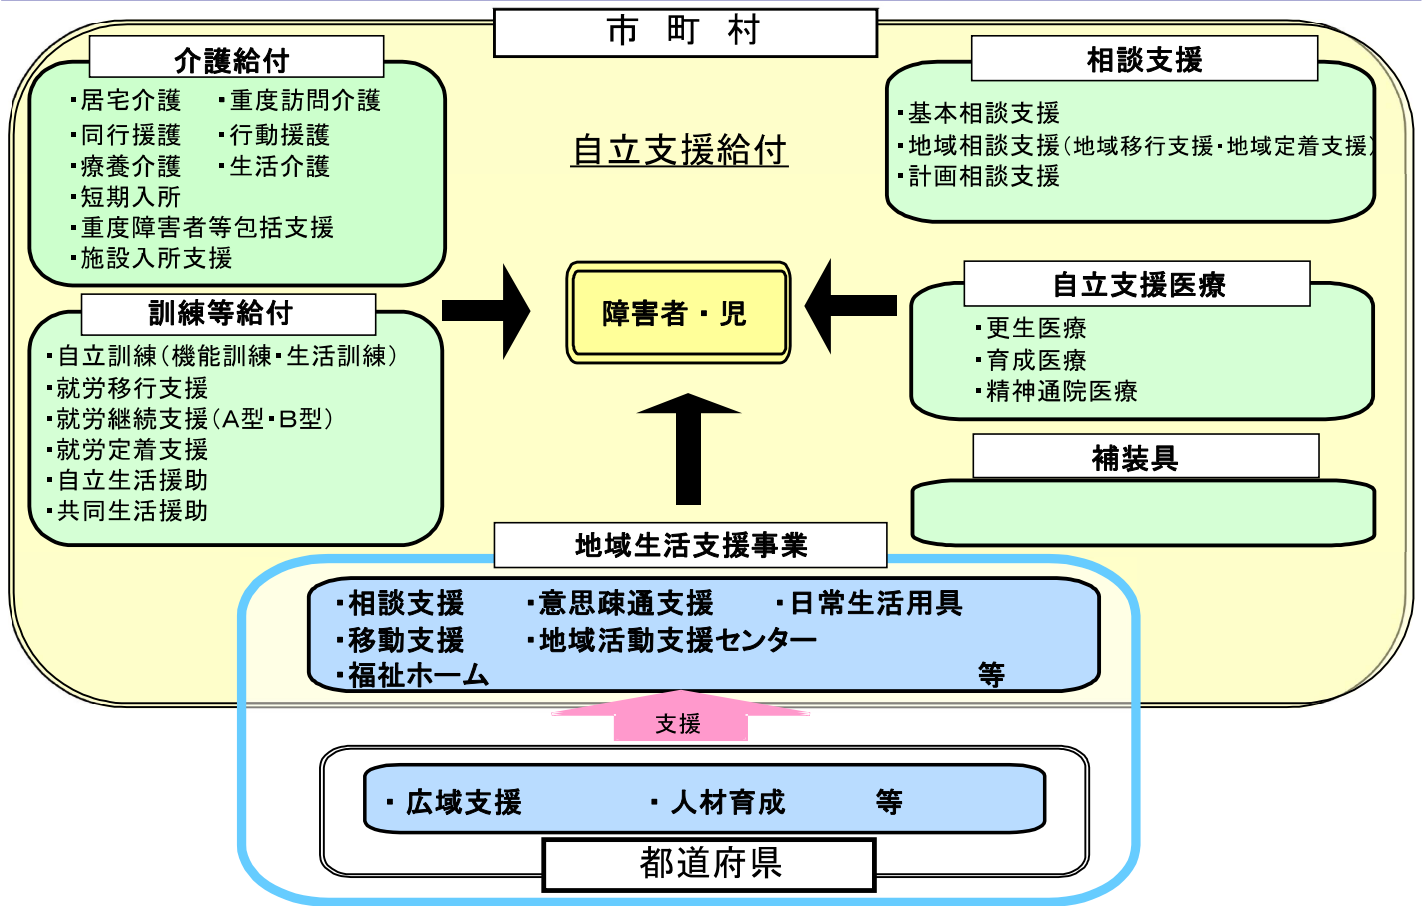 市 町 村
介護給付
・居宅介護 ・重度訪問介護
・同行援護 ・行動援護
・療養介護 ・生活介護
・短期入所
・重度障害者等包括支援
・施設入所支援
訓練等給付
・自立訓練(機能訓練・生活訓練)
・就労移行支援
・就労継続支援(A型・B型)
・就労定着支援
・自立生活援助
・共同生活援助
自立支援給付
障害者・児
相談支援
・基本相談支援
・地域相談支援(地域移行支援・地域定着支援)
・計画相談支援
自立支援医療
・更生医療
・育成医療
・精神通院医療
補装具
地域生活支援事業
・相談支援 ・意思疎通支援 ・日常生活用具
・移動支援 ・地域活動支援センター
・福祉ホーム 等
支援
・広域支援 ・人材育成 等
都道府県